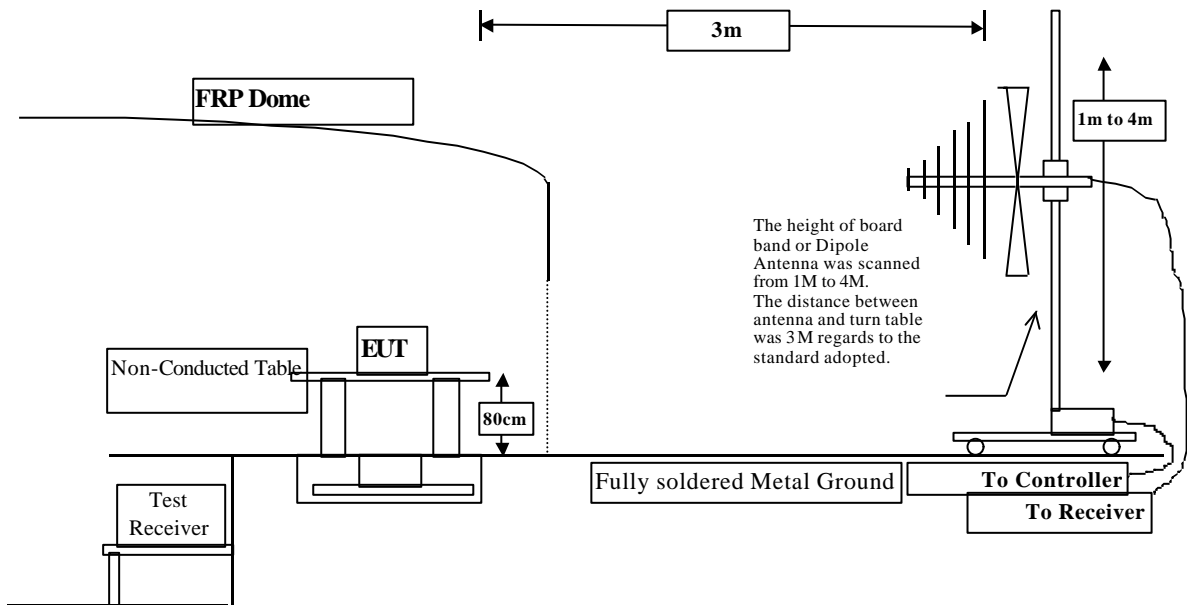 3m
FRP Dome
1m to 4m
The height of board
band or Dipole
Antenna was scanned
from 1M to 4M.
The distance between
antenna and turn table
was 3M regards to the
standard adopted.
EUT
Non-Conducted Table
80cm
Fully soldered Metal Ground
To Controller
To Receiver
Test
Receiver